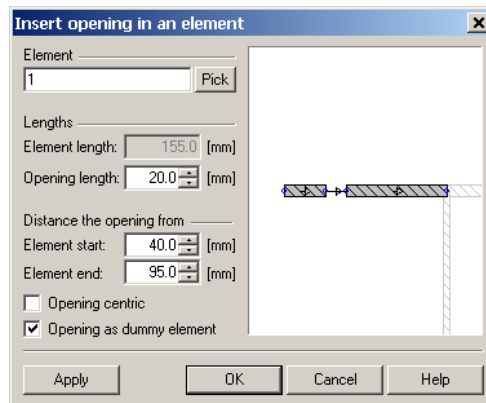 Insert opening in an element
Element
1 Pick
Lengths
Element length: 155.0 [mm]
Opening length: 20.0 [mm]
Distance the opening from
Element start: 40.0 [mm]
Element end: 95.0 [mm]
Opening centric
Opening as dummy element
Apply OK Cancel Help